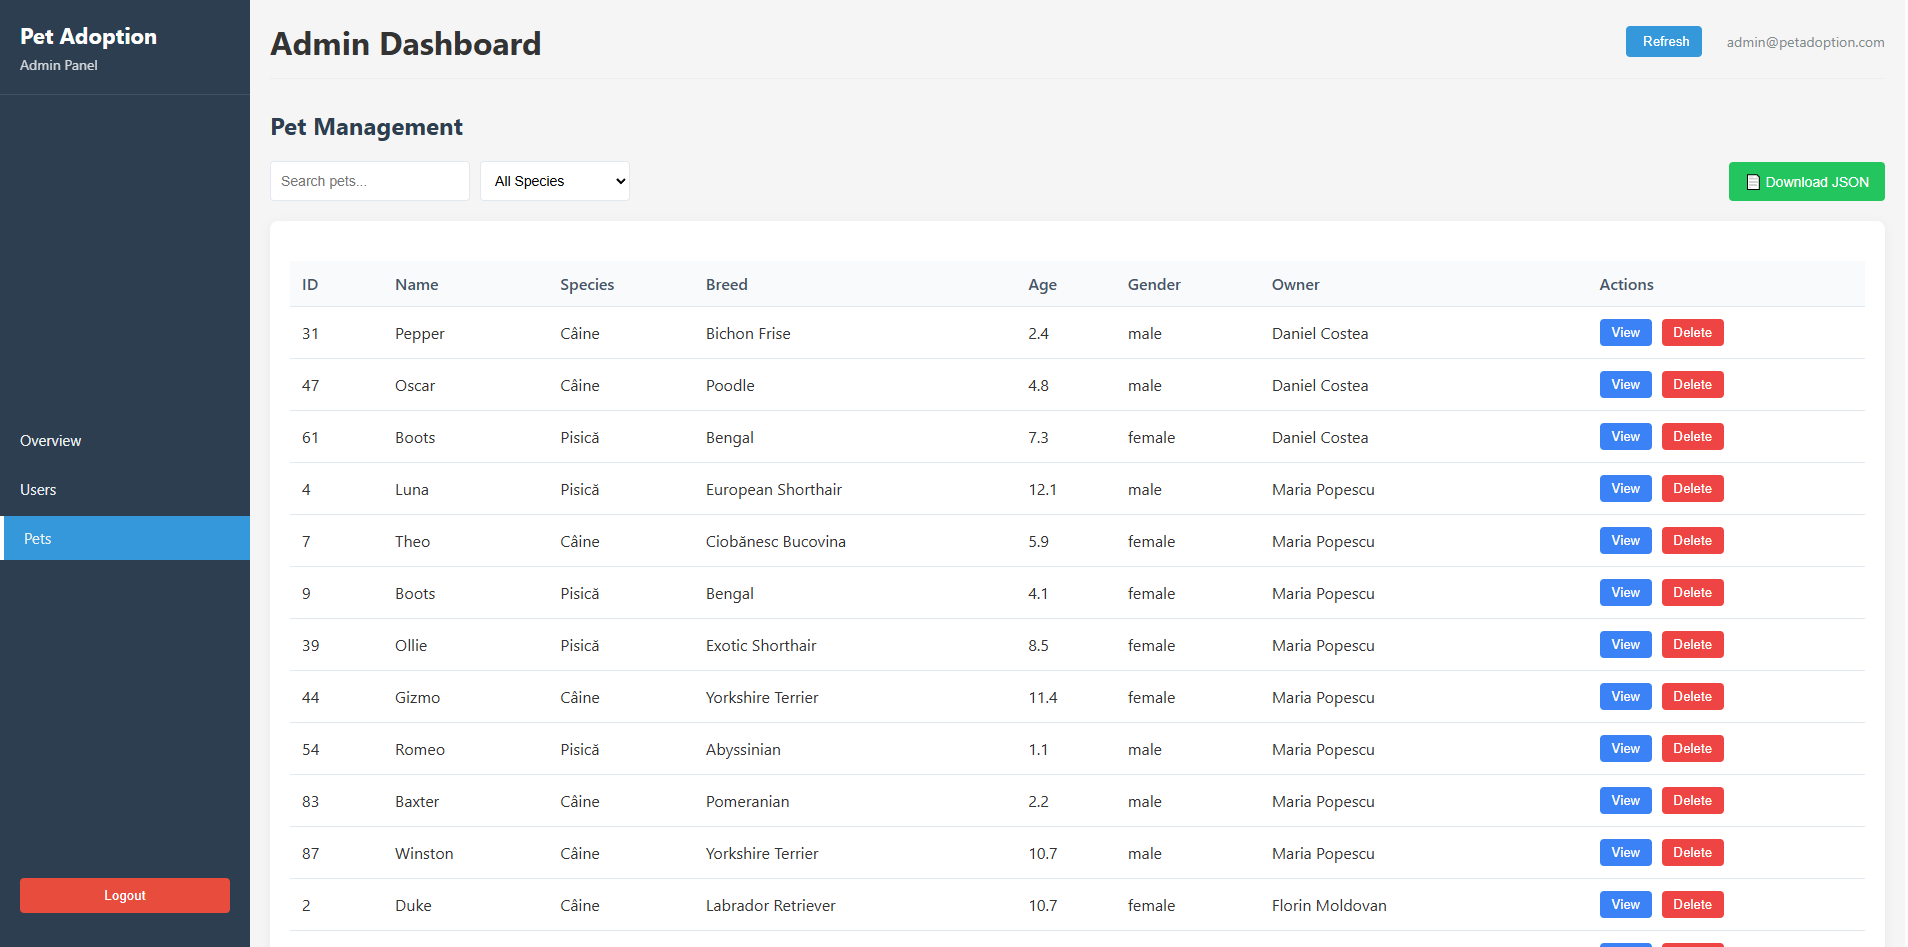 Pet Adoption
Admin Panel
Overview
Users
Pets
Logout
Admin Dashboard
Refresh admin@petadoption.com
Pet Management
Search pets... All Species Download JSON
ID Name Species Breed Age Gender Owner Actions
31 Pepper Câine Bichon Frise 2.4 male Daniel Costea View Delete
47 Oscar Câine Poodle 4.8 male Daniel Costea View Delete
61 Boots Pisică Bengal 7.3 female Daniel Costea View Delete
4 Luna Pisică European Shorthair 12.1 male Maria Popescu View Delete
7 Theo Câine Ciobănesc Bucovina 5.9 female Maria Popescu View Delete
9 Boots Pisică Bengal 4.1 female Maria Popescu View Delete
39 Ollie Pisică Exotic Shorthair 8.5 female Maria Popescu View Delete
44 Gizmo Câine Yorkshire Terrier 11.4 female Maria Popescu View Delete
54 Romeo Pisică Abyssinian 1.1 male Maria Popescu View Delete
83 Baxter Câine Pomeranian 2.2 male Maria Popescu View Delete
87 Winston Câine Yorkshire Terrier 10.7 male Maria Popescu View Delete
2 Duke Câine Labrador Retriever 10.7 female Florin Moldovan View Delete